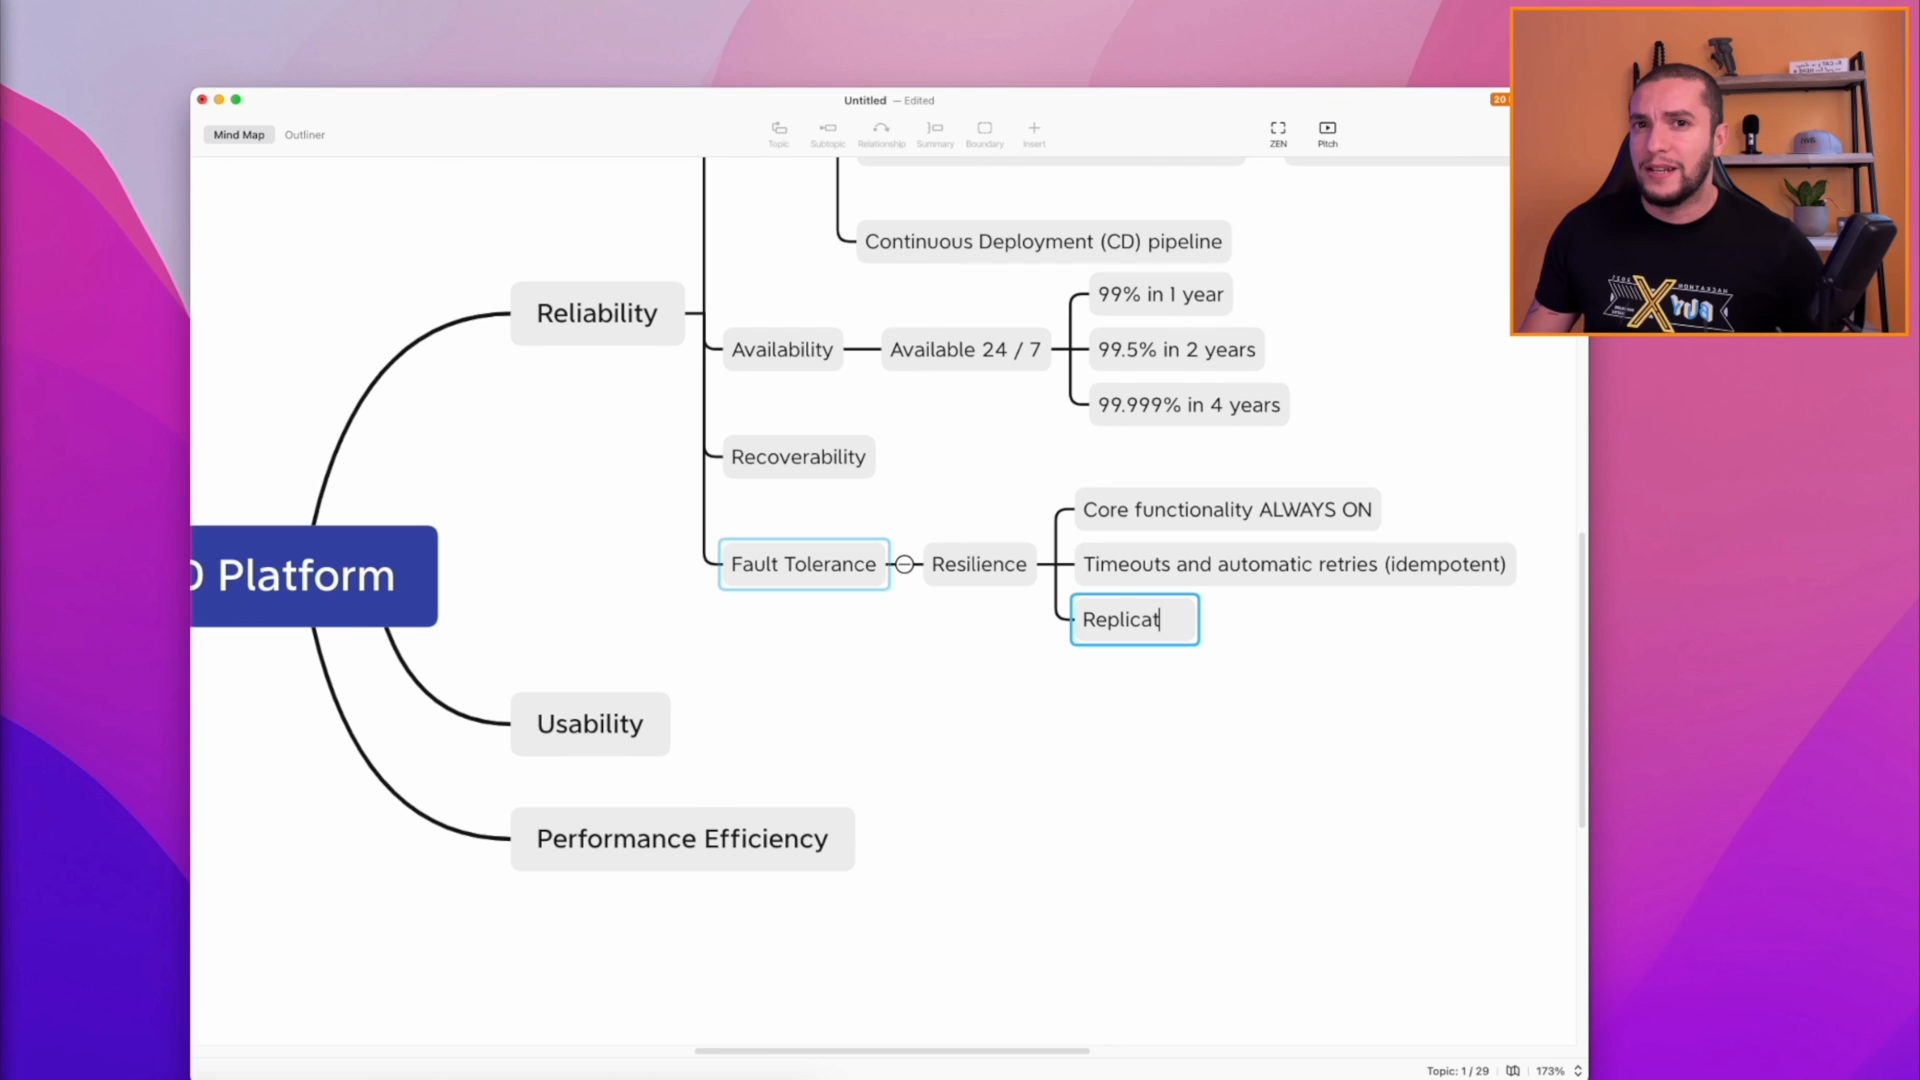 Untitled — Edited
20
Mind Map
Outliner
Topic
Subtopic
Relationship
Summary
Boundary
Insert
ZEN
Pitch
Continuous Deployment (CD) pipeline
Reliability
99% in 1 year
Availability
Available 24 / 7
99.5% in 2 years
99.999% in 4 years
Recoverability
Core functionality ALWAYS ON
Fault Tolerance
Resilience
Timeouts and automatic retries (idempotent)
Platform
Replicat
Usability
Performance Efficiency
Topic: 1 / 29
173%